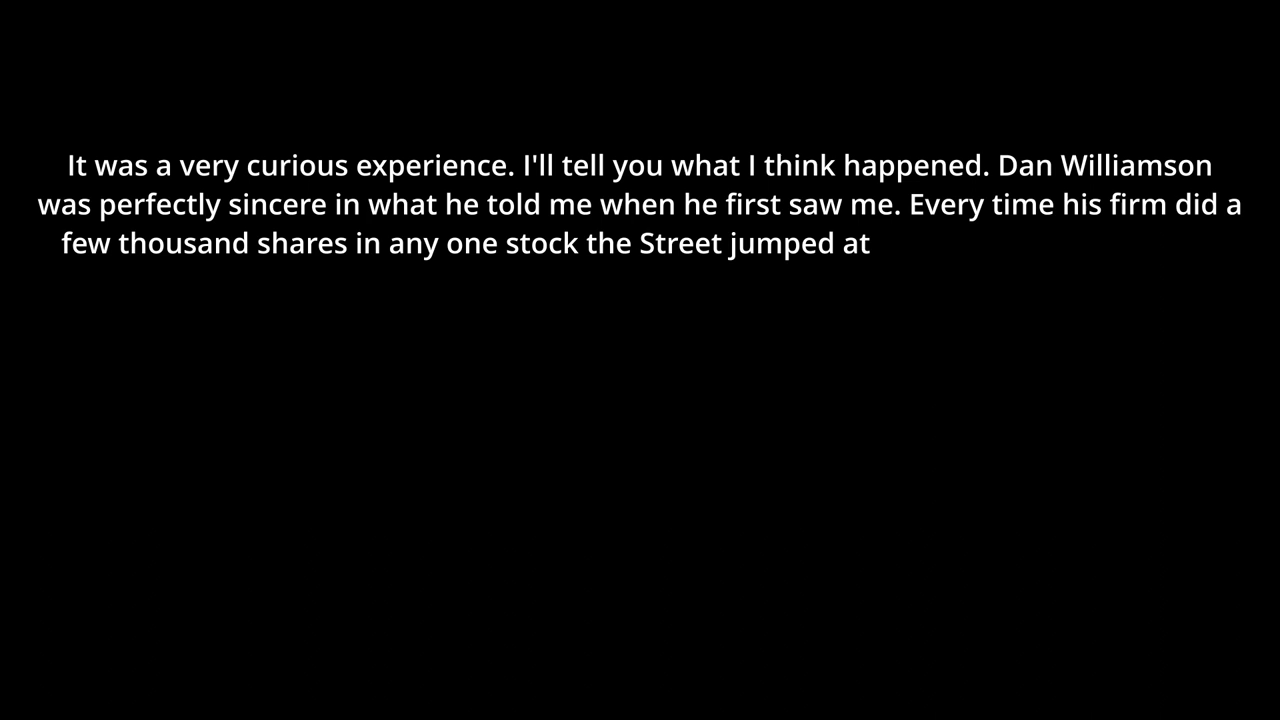 It was a very curious experience. I'll tell you what I think happened. Dan Williamson
was perfectly sincere in what he told me when he first saw me. Every time his firm did a
few thousand shares in any one stock the Street jumped at